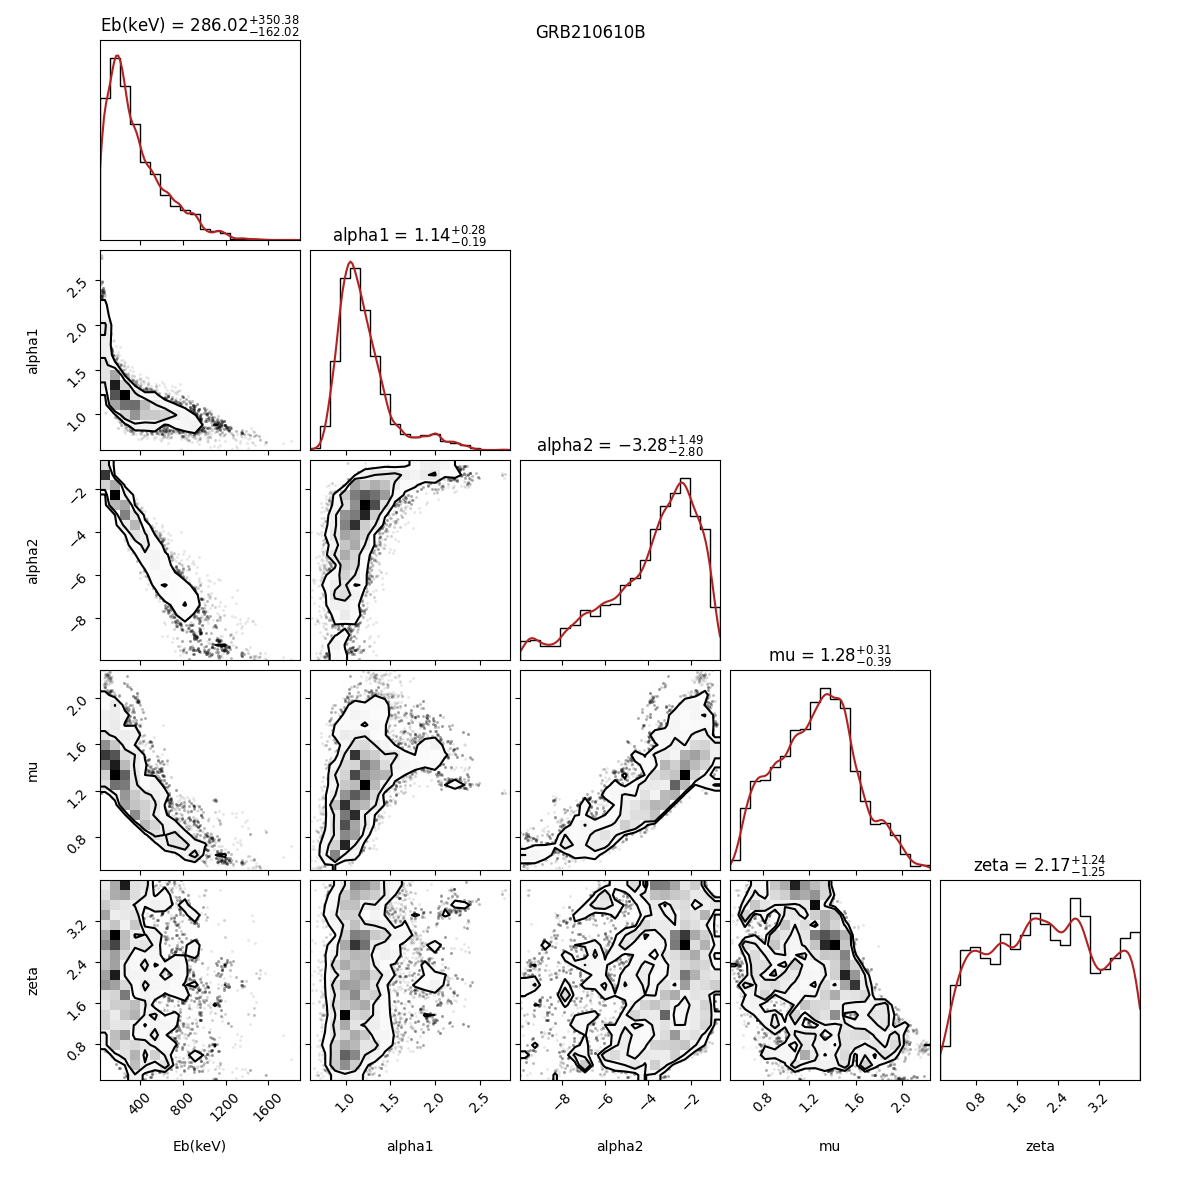 Eb(keV) = 286.02+350.38−162.02
GRB210610B
alpha1 = 1.14+0.28−0.19
2.5
2.0
1.5
1.0
alpha1
alpha2 = −3.28+1.49−2.80
−2
−4
−6
−8
alpha2
mu = 1.28+0.31−0.39
2.0
1.6
1.2
0.8
mu
zeta = 2.17+1.24−1.25
3.2
2.4
1.6
0.8
zeta
400 800 1200 1600 1.0 1.5 2.0 2.5 −8 −6 −4 −2 0.8 1.2 1.6 2.0 0.8 1.6 2.4 3.2
Eb(keV) alpha1 alpha2 mu zeta